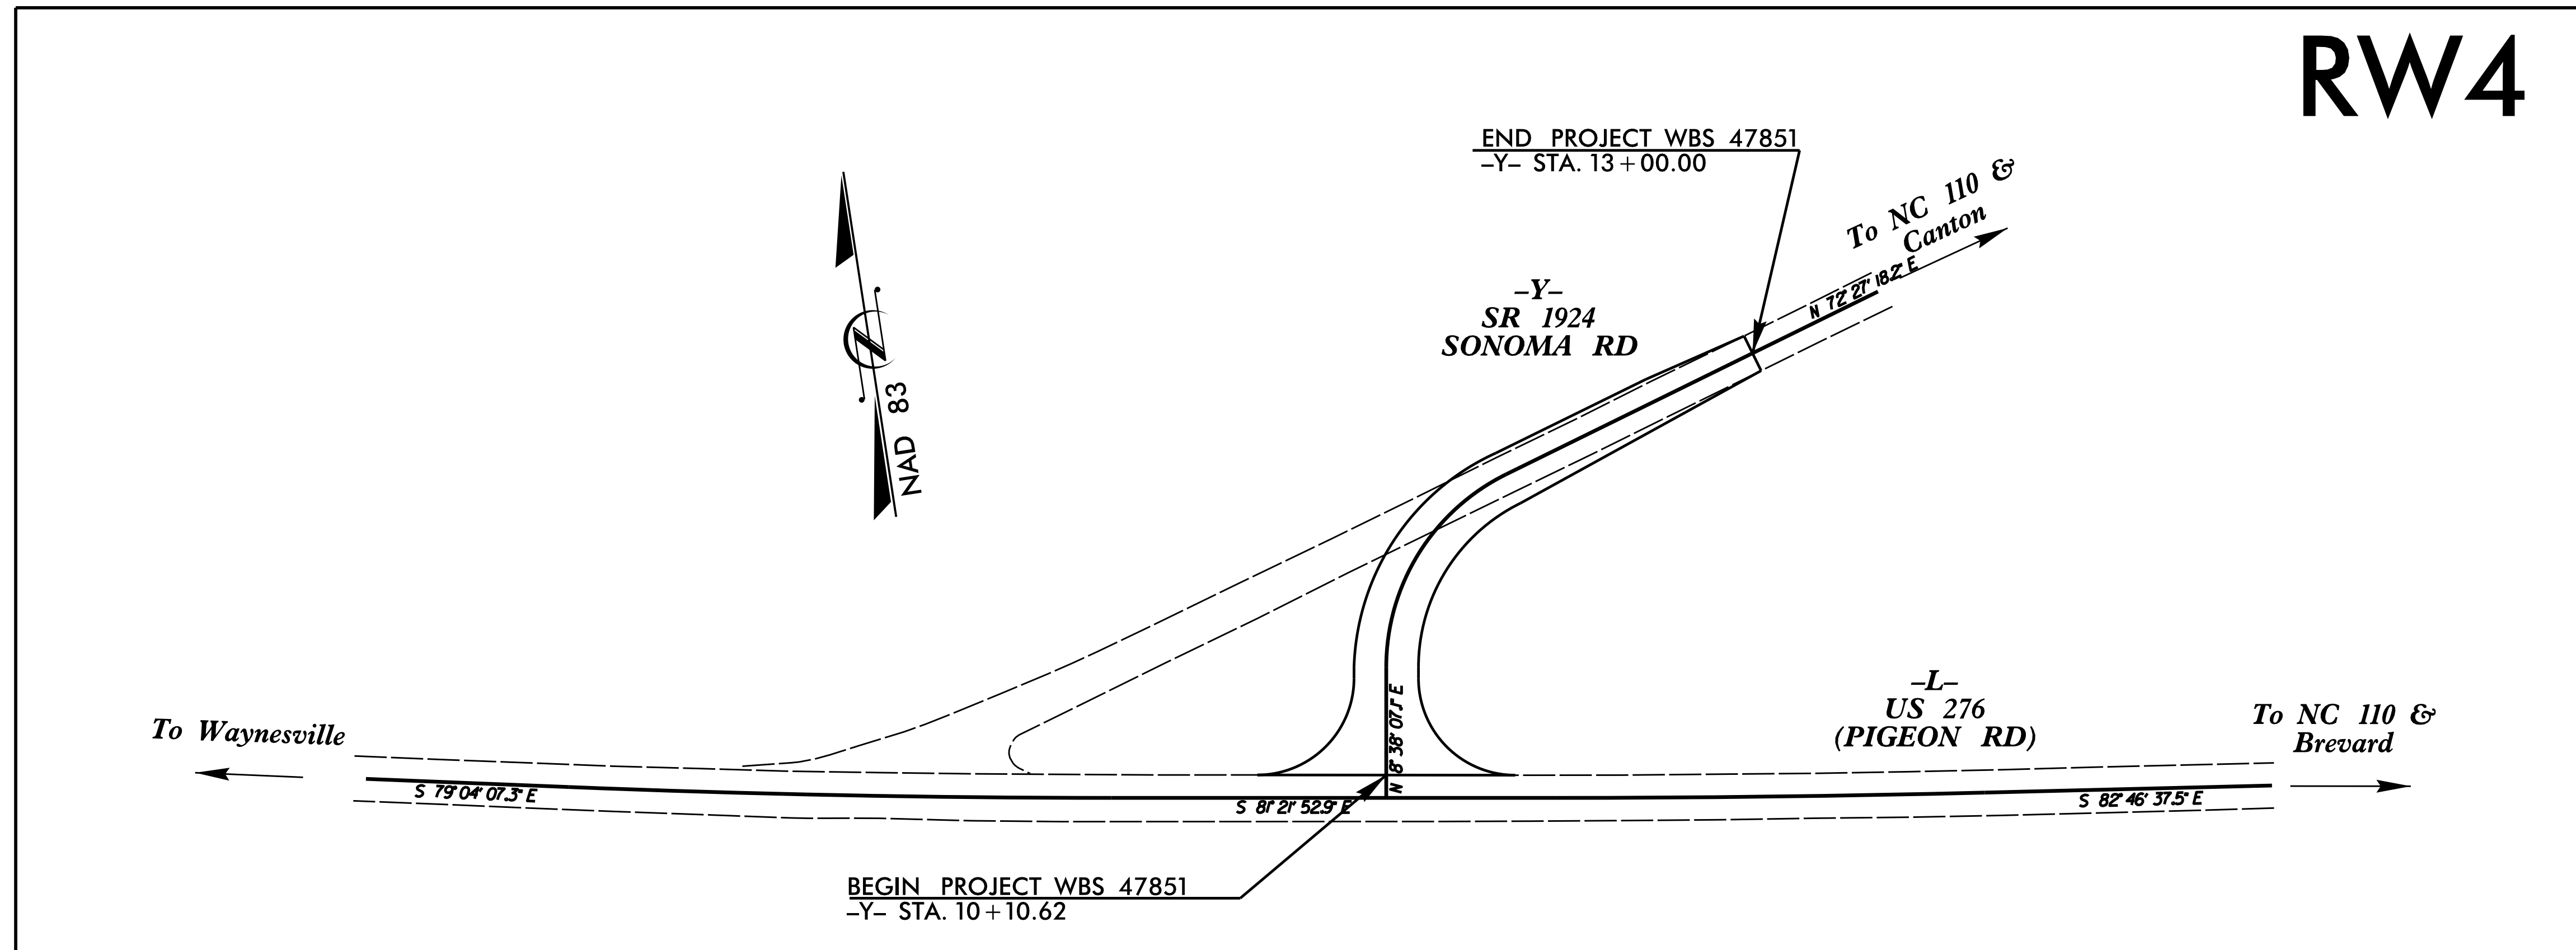 RW4
END PROJECT WBS 47851
–Y– STA. 13+00.00
To NC 110 &
Canton
N 72° 27' 18.2" E
–Y–
SR 1924
SONOMA RD
NAD 83
N 8° 38' 07.1" E
–L–
US 276
(PIGEON RD)
To Waynesville
To NC 110 &
Brevard
S 79° 04' 07.3" E
S 81° 21' 52.9" E
S 82° 46' 37.5" E
BEGIN PROJECT WBS 47851
–Y– STA. 10+10.62